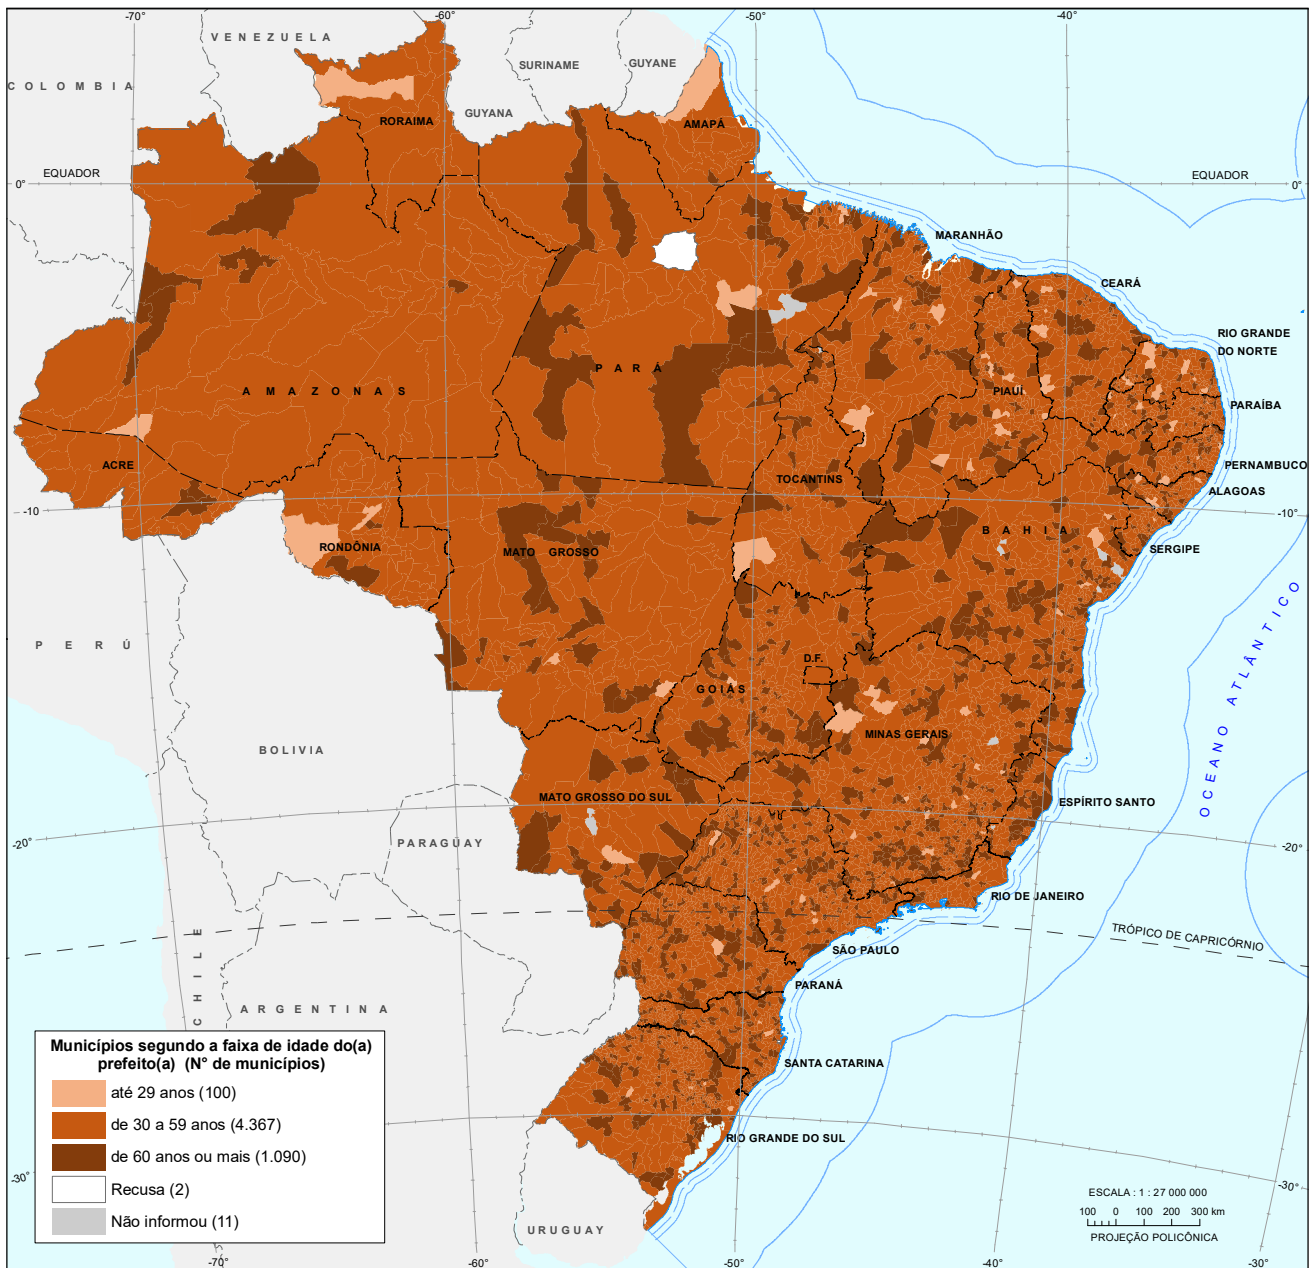 -70°
-60°
-50°
-40°
VENEZUELA
SURINAME
GUYANE
COLOMBIA
GUYANA
RORAIMA
AMAPÁ
EQUADOR
EQUADOR
0°
0°
MARANHÃO
CEARÁ
RIO GRANDE
DO NORTE
PARÁ
AMAZONAS
PIAUÍ
PARAÍBA
ACRE
TOCANTINS
PERNAMBUCO
ALAGOAS
-10
-10°
BAHIA
RONDÔNIA
MATO GROSSO
SERGIPE
PERÚ
D.F.
GOIÁS
OCEANO ATLÂNTICO
MINAS GERAIS
BOLIVIA
MATO GROSSO DO SUL
ESPÍRITO SANTO
-20°
-20°
PARAGUAY
RIO DE JANEIRO
TRÓPICO DE CAPRICÓRNIO
SÃO PAULO
CHILE
PARANÁ
ARGENTINA
SANTA CATARINA
RIO GRANDE DO SUL
-30°
-30°
URUGUAY
Municípios segundo a faixa de idade do(a)
prefeito(a) (N° de municípios)
até 29 anos (100)
de 30 a 59 anos (4.367)
de 60 anos ou mais (1.090)
Recusa (2)
Não informou (11)
ESCALA : 1 : 27 000 000
100 0 100 200 300 km
PROJEÇÃO POLICÔNICA
-70°
-60°
-50°
-40°
-30°